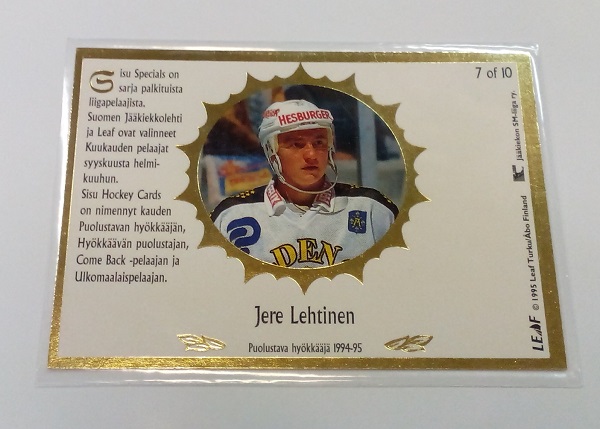 Sisu Specials on
sarja palkituista
liigapelaajista.
Suomen Jääkiekkolehti
ja Leaf ovat valinneet
Kuukauden pelaajat
syyskuusta helmi-
kuuhun.
Sisu Hockey Cards
on nimennyt kauden
Puolustavan hyökkääjän,
Hyökkäävän puolustajan,
Come Back -pelaajan ja
Ulkomaalaispelaajan.
HESBURGER
2
DEN
Jere Lehtinen
Puolustava hyökkääjä 1994-95
7 of 10
LEAF © 1995 Leaf Turku/Åbo Finland
Jääkiekon SM-liiga ry.